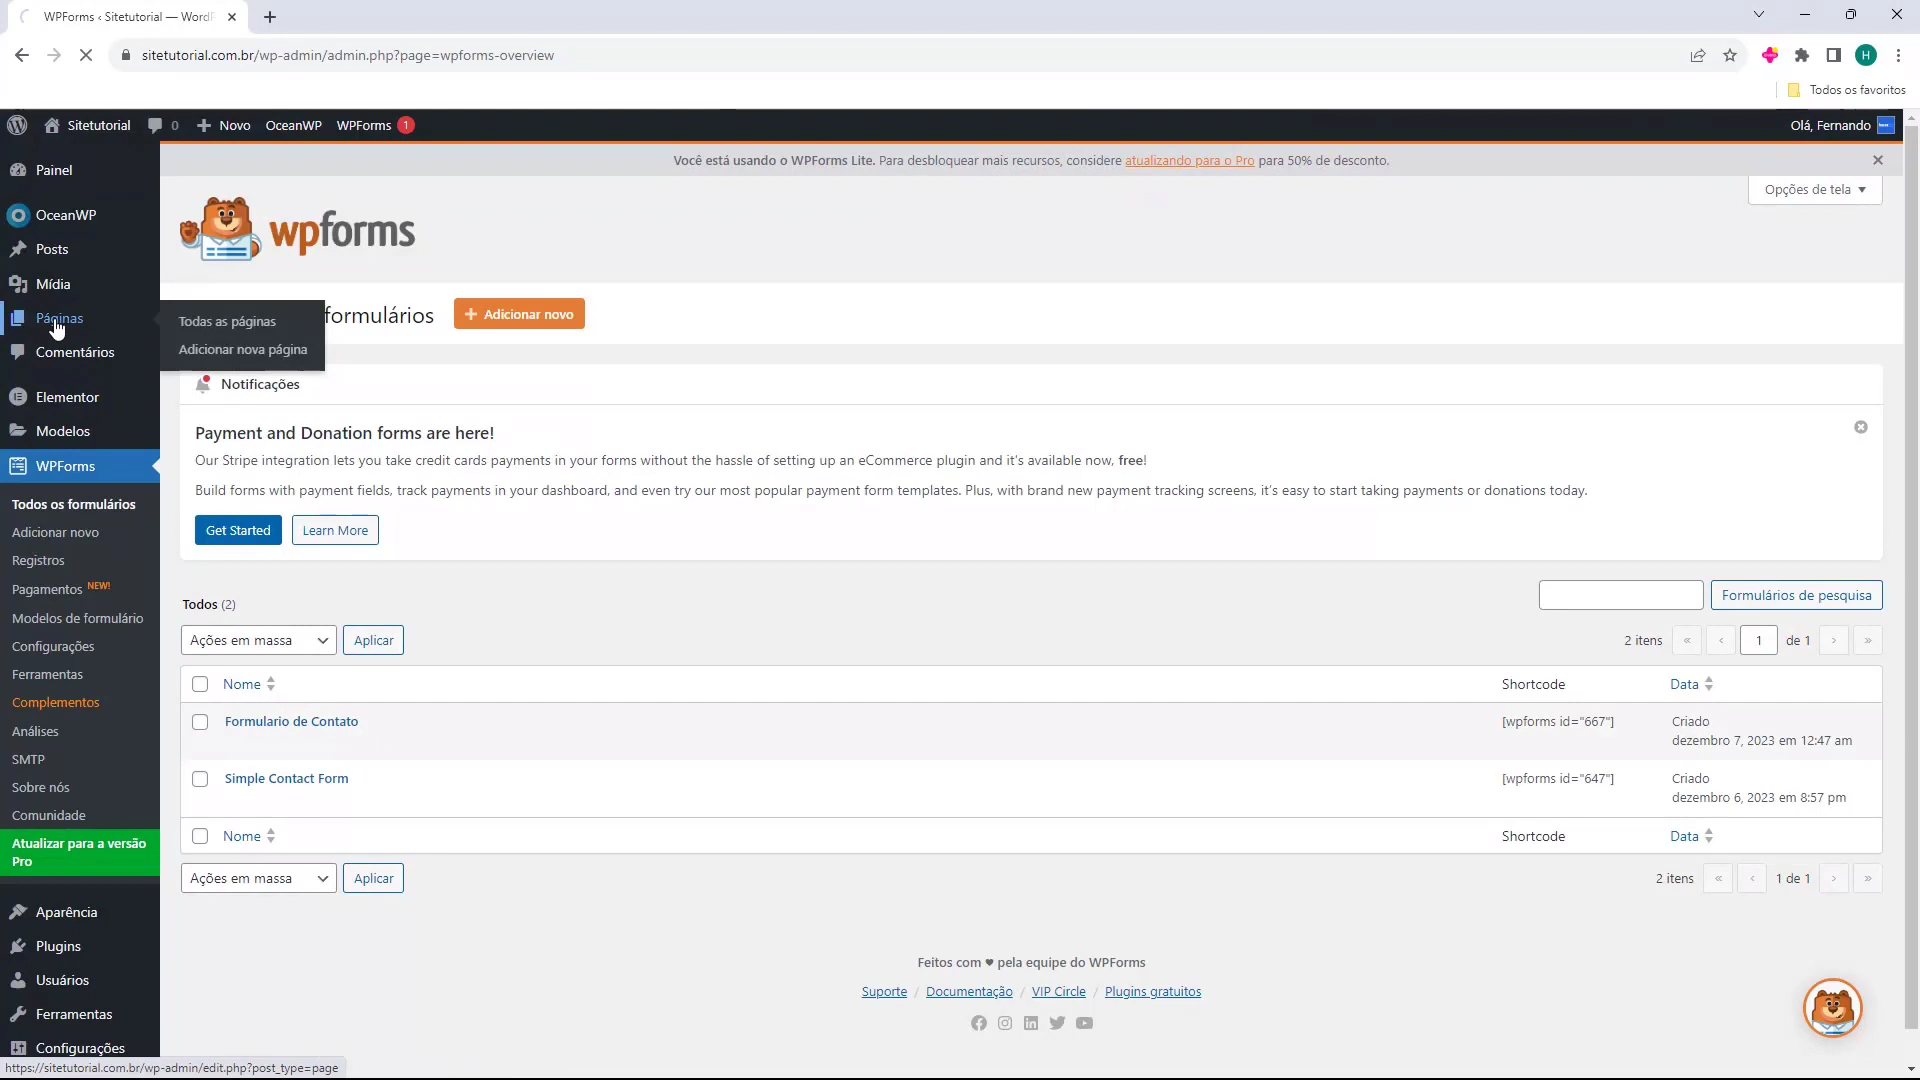 WPForms ‹ Sitetutorial — WordP
sitetutorial.com.br/wp-admin/admin.php?page=wpforms-overview
H
Todos os favoritos
Sitetutorial 0 Novo OceanWP WPForms 1
Olá, Fernando
Você está usando o WPForms Lite. Para desbloquear mais recursos, considere atualizando para o Pro para 50% de desconto.
Opções de tela
wpforms
Painel
OceanWP
Posts
Mídia
Páginas
Todas as páginas
Adicionar nova página
Comentários
Elementor
Modelos
WPForms
Todos os formulários
Adicionar novo
Registros
Pagamentos NEW!
Modelos de formulário
Configurações
Ferramentas
Complementos
Análises
SMTP
Sobre nós
Comunidade
Atualizar para a versão
Pro
Aparência
Plugins
Usuários
Ferramentas
Configurações
formulários
Adicionar novo
Notificações
Payment and Donation forms are here!
Our Stripe integration lets you take credit cards payments in your forms without the hassle of setting up an eCommerce plugin and it's available now, free!
Build forms with payment fields, track payments in your dashboard, and even try our most popular payment form templates. Plus, with brand new payment tracking screens, it's easy to start taking payments or donations today.
Get Started
Learn More
Todos (2)
Formulários de pesquisa
Ações em massa
Aplicar
2 itens « ‹ 1 de 1 › »
Nome Shortcode Data
Formulario de Contato [wpforms id="667"] Criado
dezembro 7, 2023 em 12:47 am
Simple Contact Form [wpforms id="647"] Criado
dezembro 6, 2023 em 8:57 pm
Nome Shortcode Data
Ações em massa
Aplicar
2 itens « ‹ 1 de 1 › »
Feitos com ♥ pela equipe do WPForms
Suporte / Documentação / VIP Circle / Plugins gratuitos
https://sitetutorial.com.br/wp-admin/edit.php?post_type=page